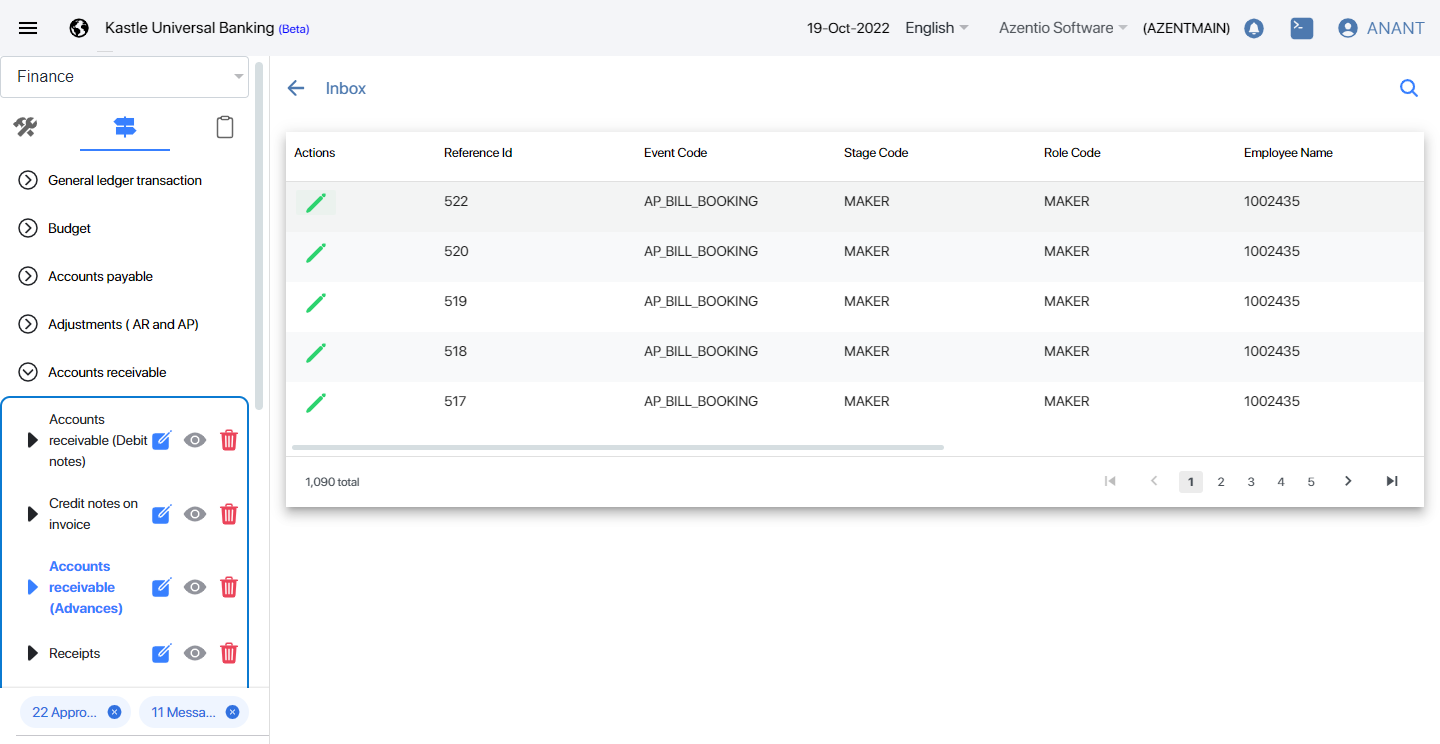 Kastle Universal Banking (Beta)
19-Oct-2022 English Azentio Software (AZENTMAIN) ANANT
Finance
General ledger transaction
Budget
Accounts payable
Adjustments ( AR and AP)
Accounts receivable
Accounts
receivable (Debit
notes)
Credit notes on
invoice
Accounts
receivable
(Advances)
Receipts
22 Appro... 11 Messa...
Inbox
Actions Reference Id Event Code Stage Code Role Code Employee Name
522 AP_BILL_BOOKING MAKER MAKER 1002435
520 AP_BILL_BOOKING MAKER MAKER 1002435
519 AP_BILL_BOOKING MAKER MAKER 1002435
518 AP_BILL_BOOKING MAKER MAKER 1002435
517 AP_BILL_BOOKING MAKER MAKER 1002435
1,090 total 1 2 3 4 5